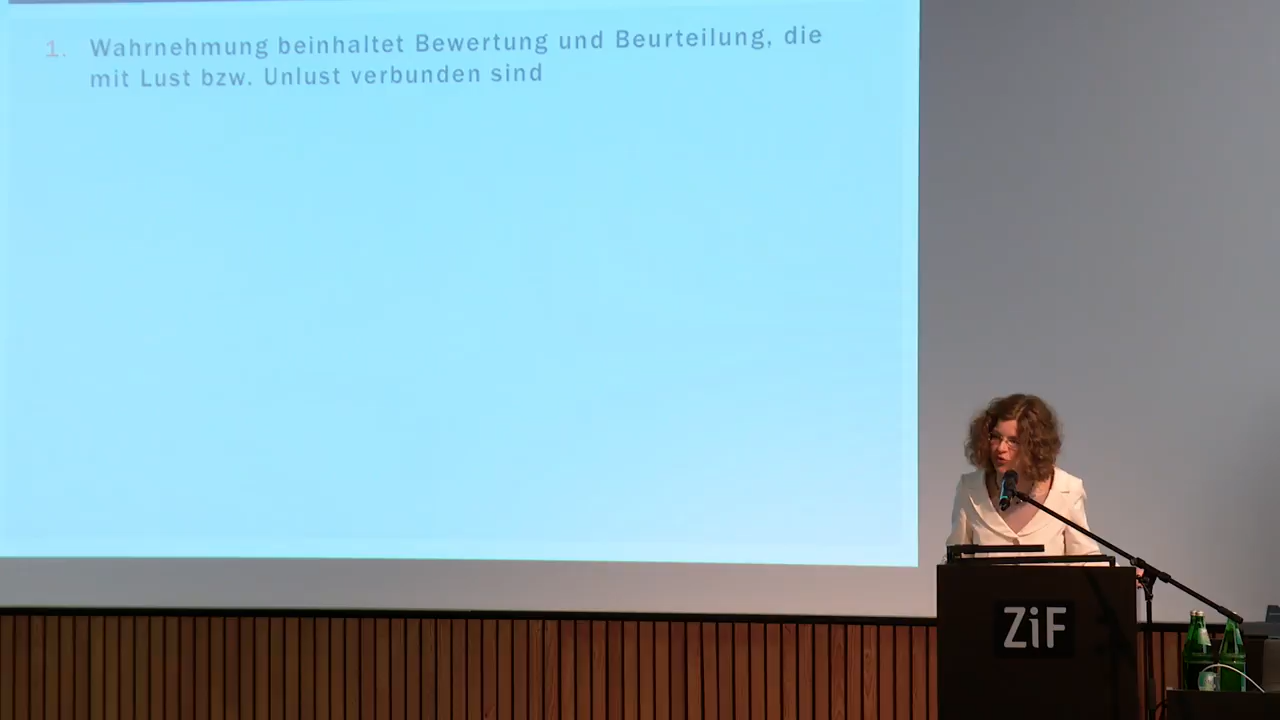 1. Wahrnehmung beinhaltet Bewertung und Beurteilung, die
mit Lust bzw. Unlust verbunden sind
ZiF